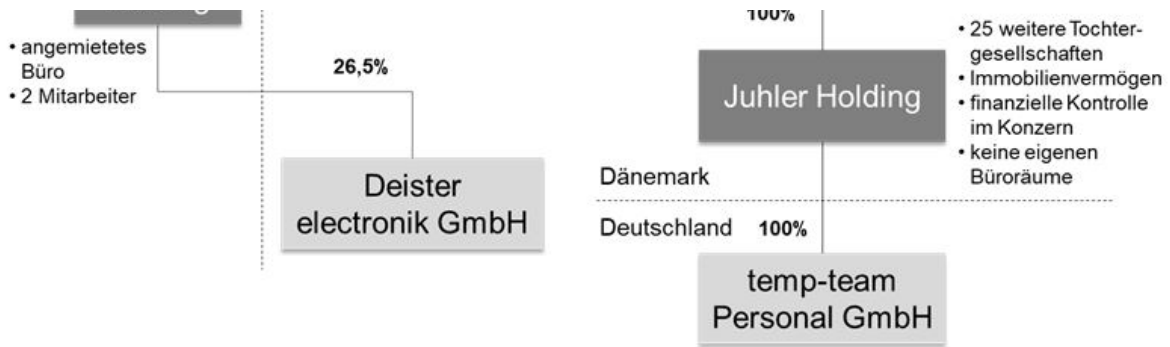 • angemietetes
Büro
• 2 Mitarbeiter
26,5%
Deister
electronik GmbH
100%
Juhler Holding
• 25 weitere Tochter-
gesellschaften
• Immobilienvermögen
• finanzielle Kontrolle
im Konzern
• keine eigenen
Büroräume
Dänemark
Deutschland
100%
temp-team
Personal GmbH